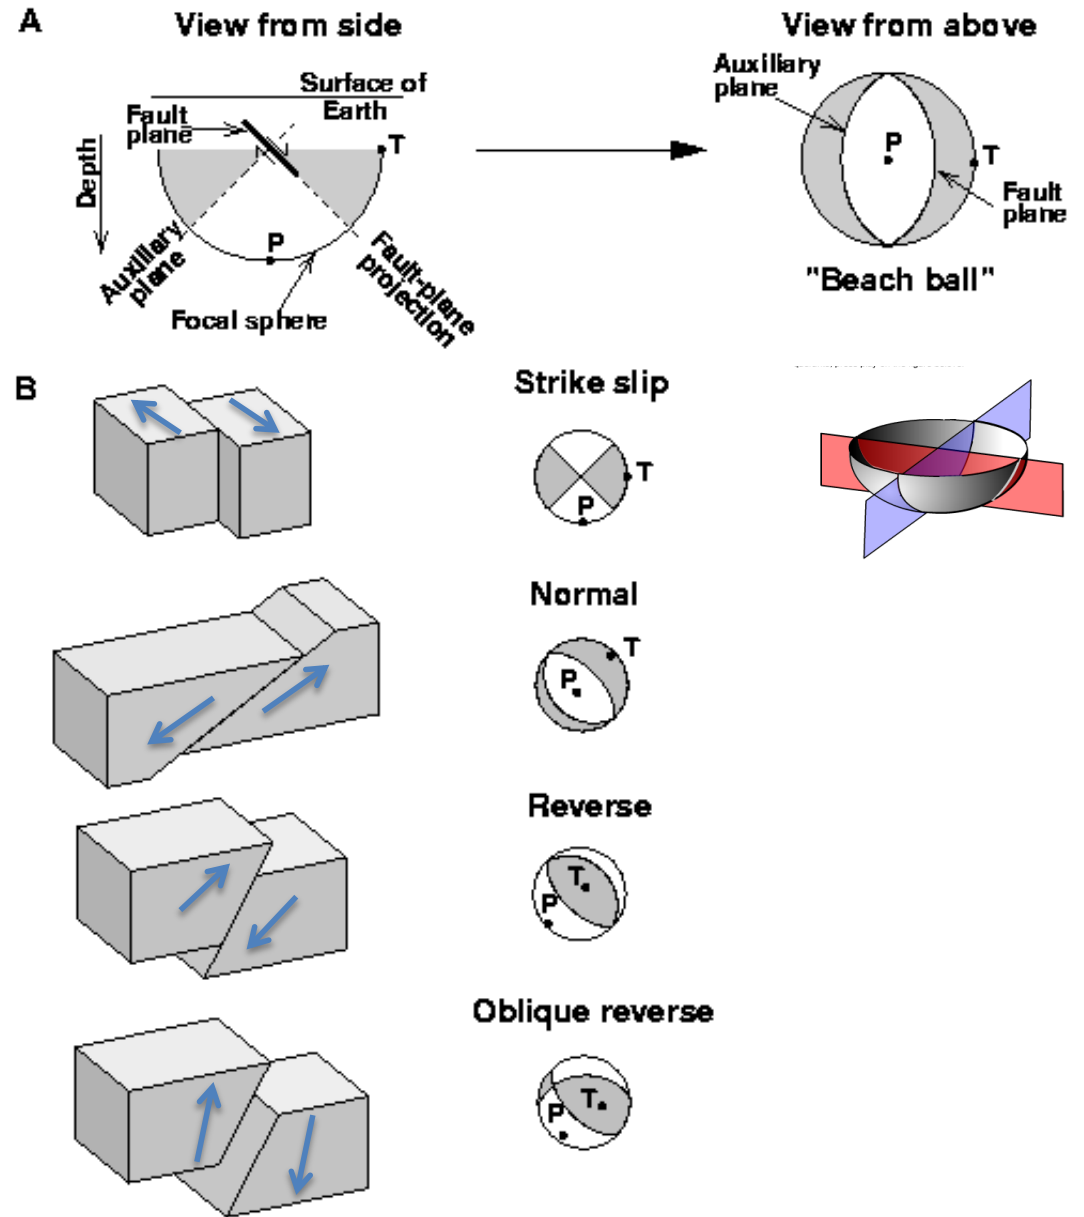 A
View from side
View from above
Surface of
Earth
Fault
plane
T
Depth
P
Auxiliary
plane
Fault-plane
projection
Focal sphere
Auxiliary
plane
P
T
Fault
plane
"Beach ball"
B
Strike slip
T
P
Normal
T
P
Reverse
T
P
Oblique reverse
T
P